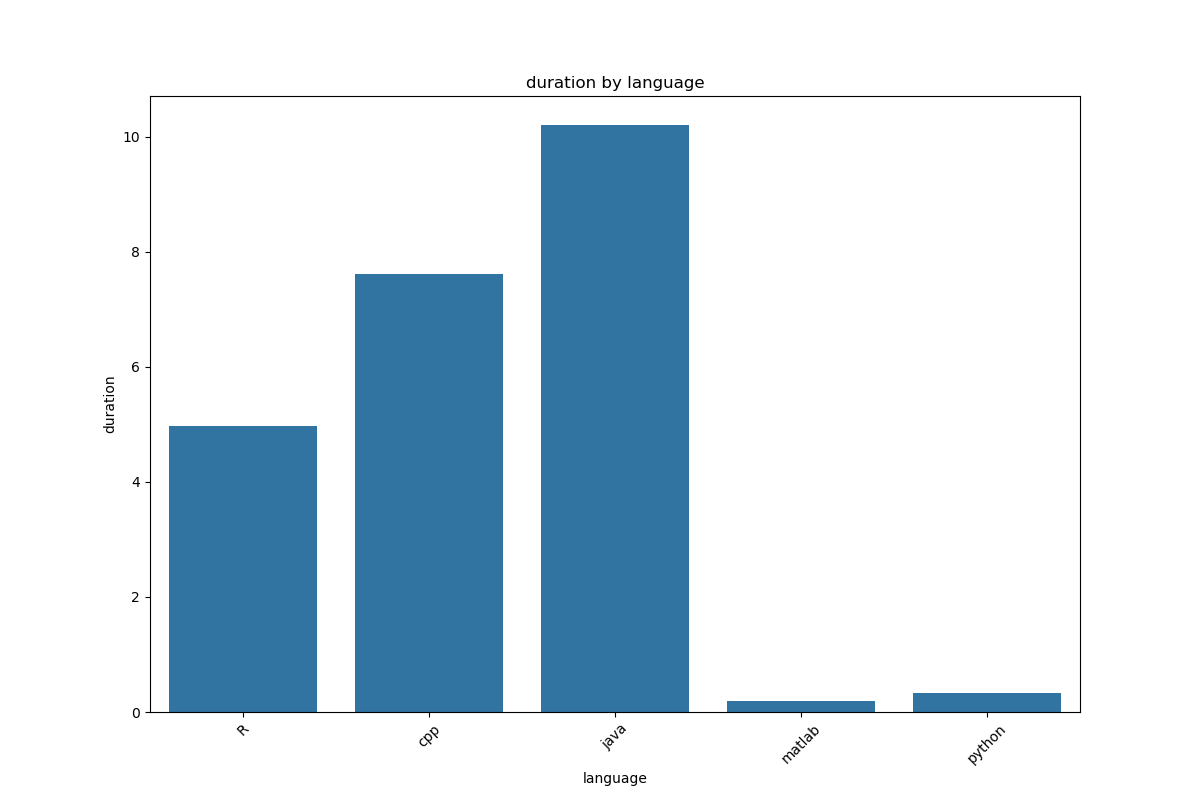 duration by language
10
8
6
4
2
0
duration
R
cpp
java
matlab
python
language